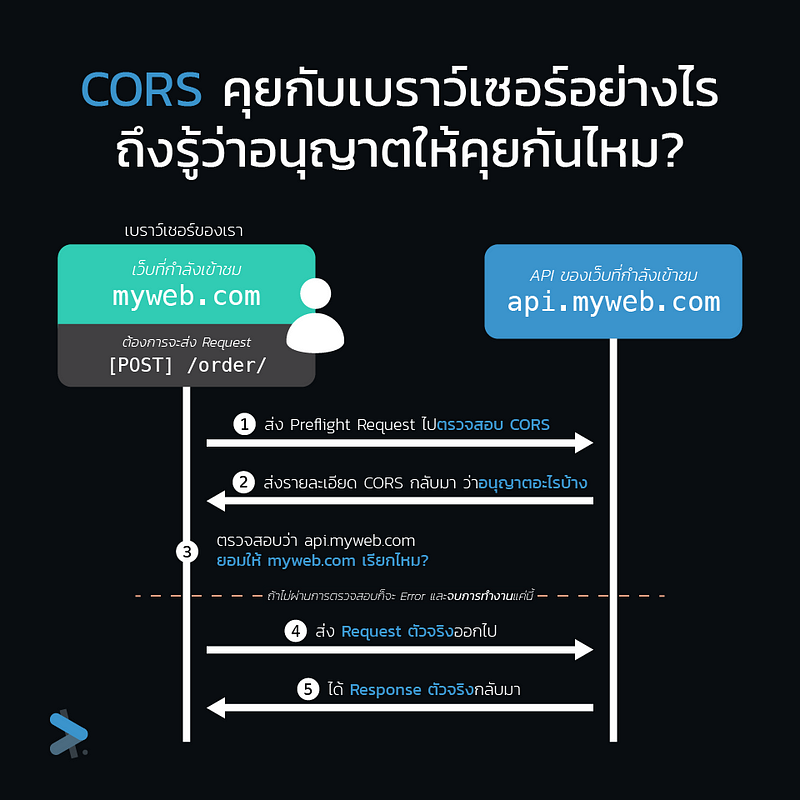 CORS คุยกับเบราว์เซอร์อย่างไร
ถึงรู้ว่าอนุญาตให้คุยกันไหม?
เบราว์เซอร์ของเรา
เว็บที่กำลังเข้าชม
myweb.com
ต้องการจะส่ง Request
[POST] /order/
API ของเว็บที่กำลังเข้าชม
api.myweb.com
1 ส่ง Preflight Request ไปตรวจสอบ CORS
2 ส่งรายละเอียด CORS กลับมา ว่าอนุญาตอะไรบ้าง
3 ตรวจสอบว่า api.myweb.com
ยอมให้ myweb.com เรียกไหม?
ถ้าไม่ผ่านการตรวจสอบก็จะ Error และจบการทำงานแค่นี้
4 ส่ง Request ตัวจริงออกไป
5 ได้ Response ตัวจริงกลับมา